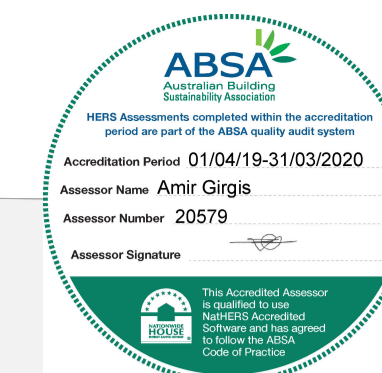 ABSA
Australian Building
Sustainability Association
HERS Assessments completed within the accreditation
period are part of the ABSA quality audit system
Accreditation Period 01/04/19-31/03/2020
Assessor Name Amir Girgis
Assessor Number 20579
Assessor Signature
This Accredited Assessor
is qualified to use
NatHERS Accredited
Software and has agreed
to follow the ABSA
Code of Practice
NATIONWIDE
HOUSE